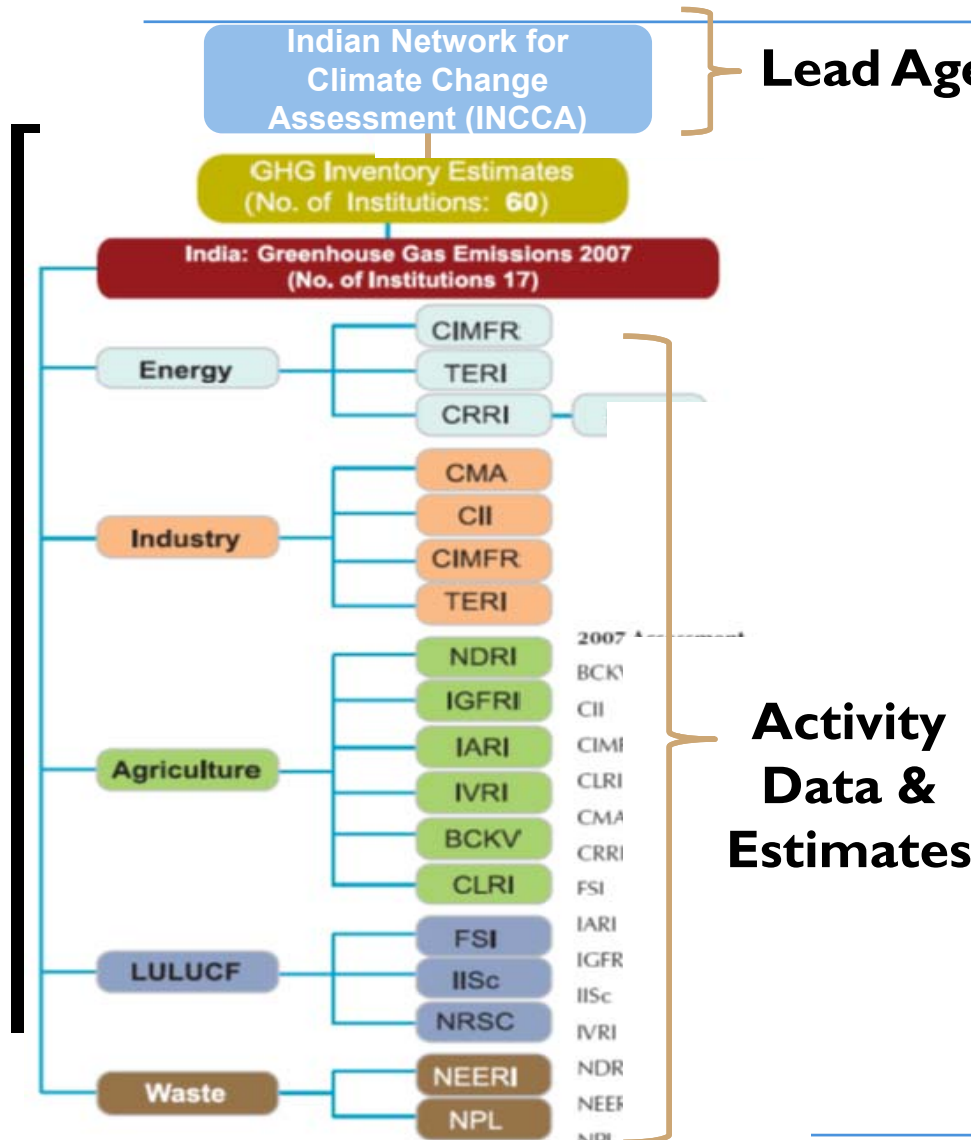 Indian Network for
Climate Change
Assessment (INCCA)
Lead
GHG Inventory Estimates
(No. of Institutions: 60)
India: Greenhouse Gas Emissions 2007
(No. of Institutions 17)
Energy
CIMFR
TERI
CRRI
Industry
CMA
CII
CIMFR
TERI
Agriculture
NDRI
IGFRI
IARI
IVRI
BCKV
CLRI
LULUCF
FSI
IISc
NRSC
Waste
NEERI
NPL
2007
CII
CLRI
FSI
IARI
IISc
IVRI
Activity
Data &
Estimates